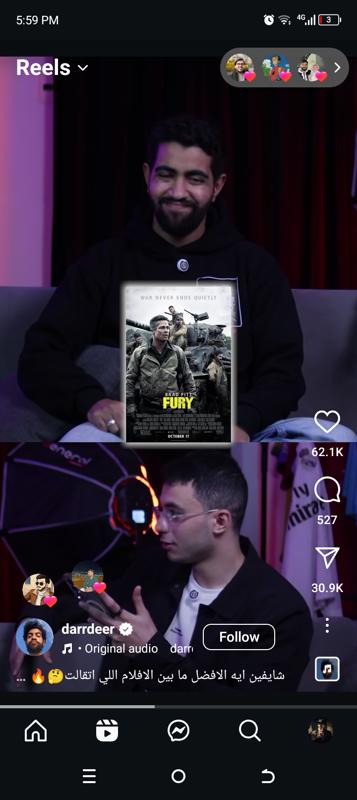 5:59 PM
4G
3
Reels
WAR NEVER ENDS QUIETLY
BRAD PITT
FURY
OCTOBER 17
62.1K
527
30.9K
darrdeer
Follow
• Original audio darr
شايفين ايه الافضل ما بين الافلام اللي اتقالت🤔🔥 ...